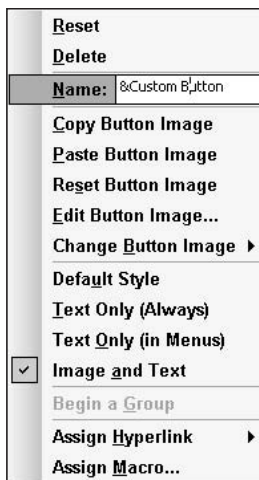 Reset
Delete
Name: &Custom Button
Copy Button Image
Paste Button Image
Reset Button Image
Edit Button Image...
Change Button Image
Default Style
Text Only (Always)
Text Only (in Menus)
Image and Text
Begin a Group
Assign Hyperlink
Assign Macro...